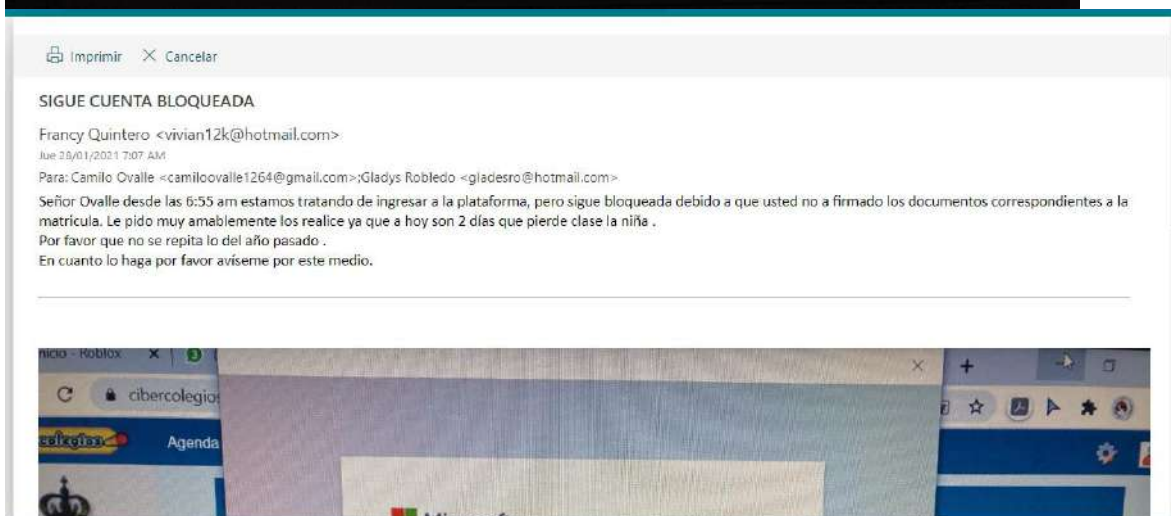 Imprimir   Cancelar
SIGUE CUENTA BLOQUEADA
Francy Quintero <vivian12k@hotmail.com>
Jue 28/01/2021 7:07 AM
Para: Camilo Ovalle <camiloovalle1264@gmail.com>;Gladys Robledo <gladesro@hotmail.com>
Señor Ovalle desde las 6:55 am estamos tratando de ingresar a la plataforma, pero sigue bloqueada debido a que usted no a firmado los documentos correspondientes a la
matricula. Le pido muy amablemente los realice ya que a hoy son 2 días que pierde clase la niña .
Por favor que no se repita lo del año pasado .
En cuanto lo haga por favor avíseme por este medio.
nicio - Roblox
cibercolegios
colegios Agenda